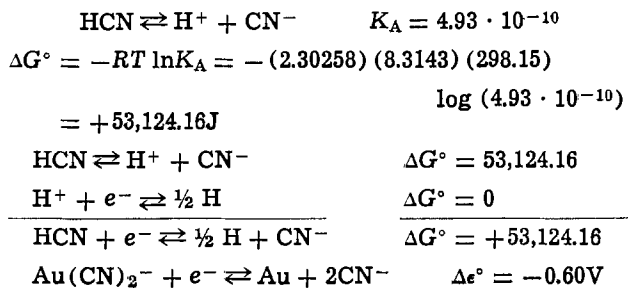 HCN ⇄ H⁺ + CN⁻ K_A = 4.93 · 10⁻¹⁰
ΔG° = −RT lnK_A = −(2.30258) (8.3143) (298.15)
log (4.93 · 10⁻¹⁰)
= +53,124.16J
HCN ⇄ H⁺ + CN⁻ ΔG° = 53,124.16
H⁺ + e⁻ ⇄ ½ H ΔG° = 0
HCN + e⁻ ⇄ ½ H + CN⁻ ΔG° = +53,124.16
Au(CN)₂⁻ + e⁻ ⇄ Au + 2CN⁻ Δϵ° = −0.60V